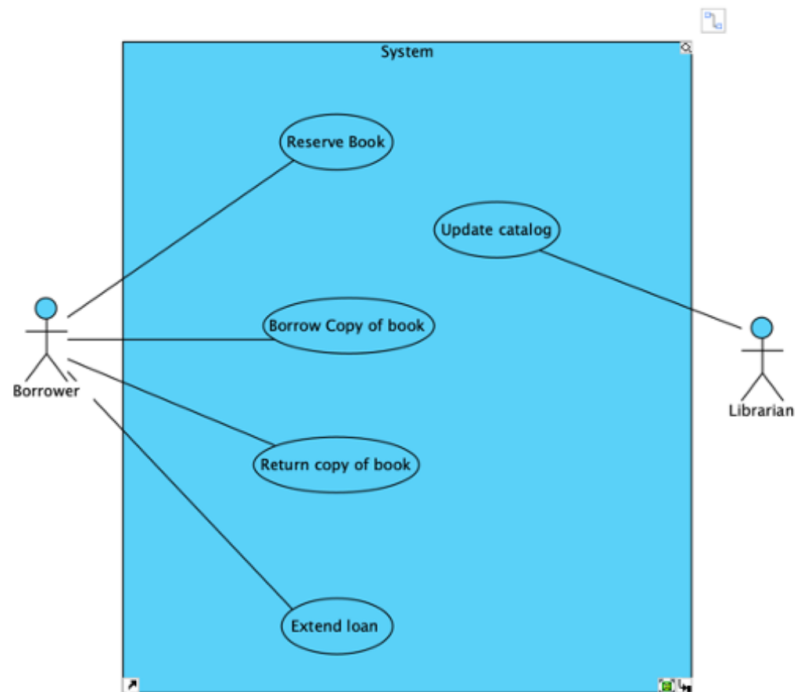 System
Reserve Book
Update catalog
Borrow Copy of book
Borrower
Librarian
Return copy of book
Extend loan